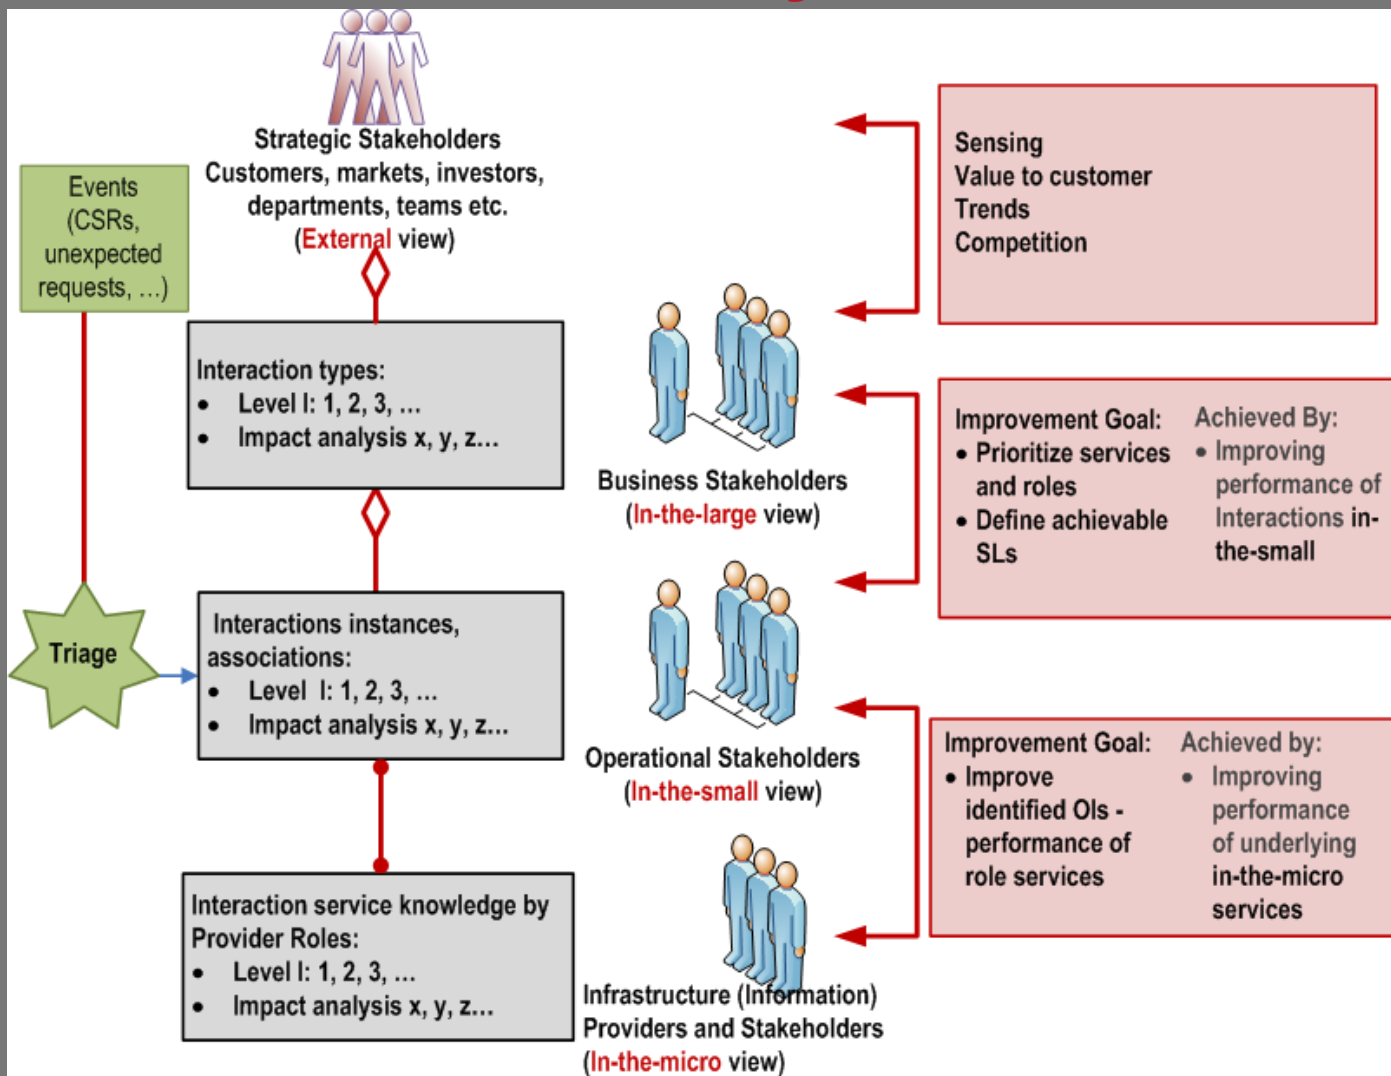 Strategic Stakeholders
Customers, markets, investors,
departments, teams etc.
(External view)
Events
(CSRs,
unexpected
requests, ...)
Sensing
Value to customer
Trends
Competition
Interaction types:
• Level I: 1, 2, 3, ...
• Impact analysis x, y, z...
Business Stakeholders
(In-the-large view)
Improvement Goal:
• Prioritize services
and roles
• Define achievable
SLs
Achieved By:
• Improving
performance of
Interactions in-
the-small
Triage
Interactions instances,
associations:
• Level I: 1, 2, 3, ...
• Impact analysis x, y, z...
Operational Stakeholders
(In-the-small view)
Improvement Goal:
• Improve
identified OIs -
performance of
role services
Achieved by:
• Improving
performance
of underlying
in-the-micro
services
Interaction service knowledge by
Provider Roles:
• Level I: 1, 2, 3, ...
• Impact analysis x, y, z...
Infrastructure (Information)
Providers and Stakeholders
(In-the-micro view)